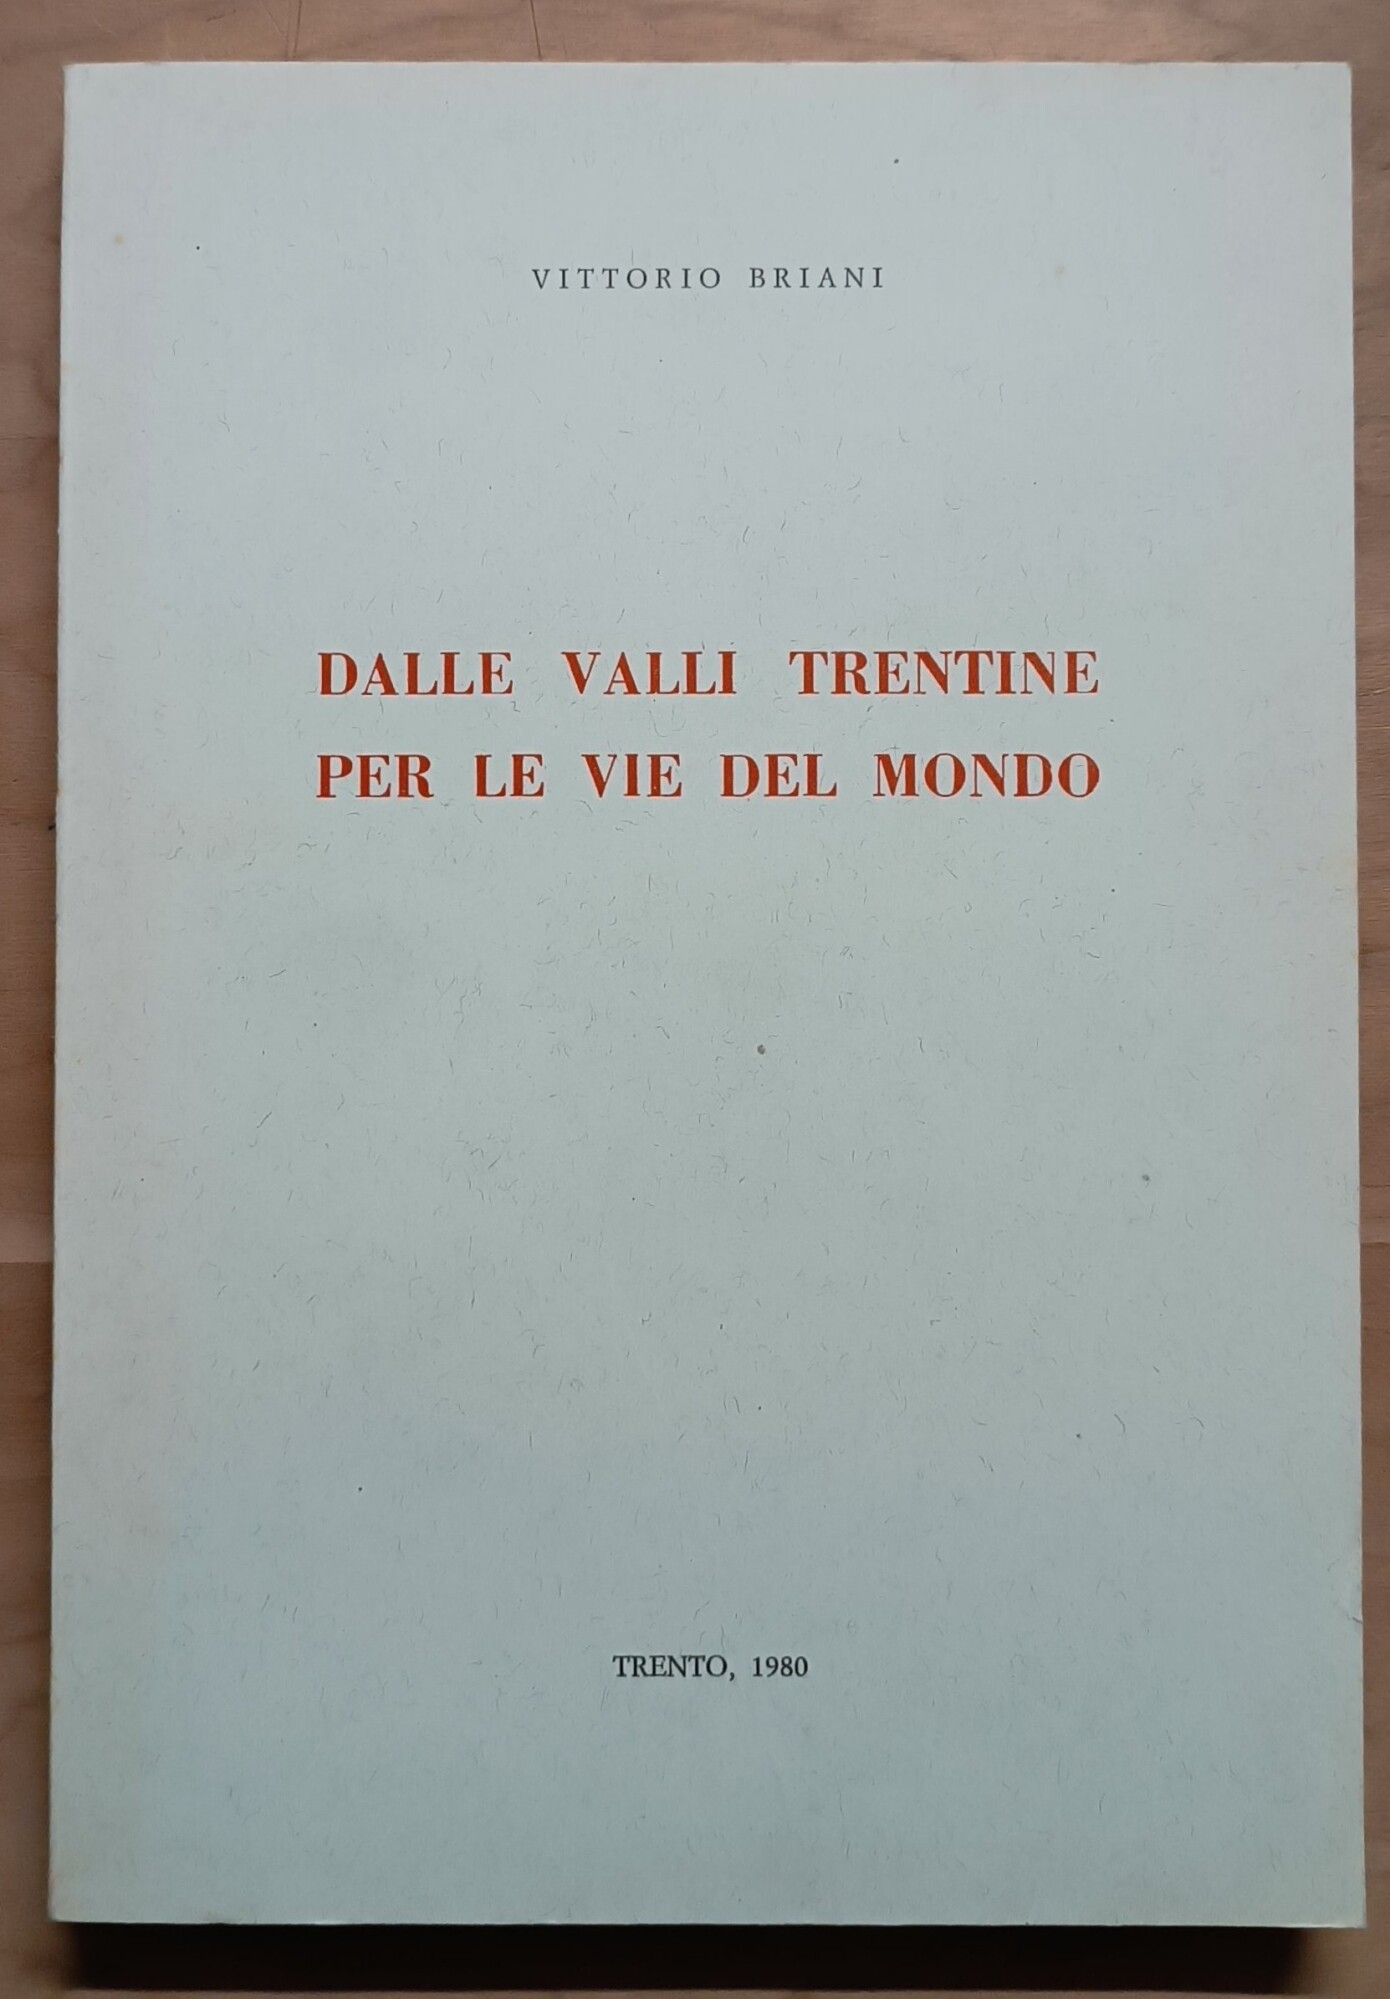 VITTORIO BRIANI
DALLE VALLI TRENTINE
PER LE VIE DEL MONDO
TRENTO, 1980